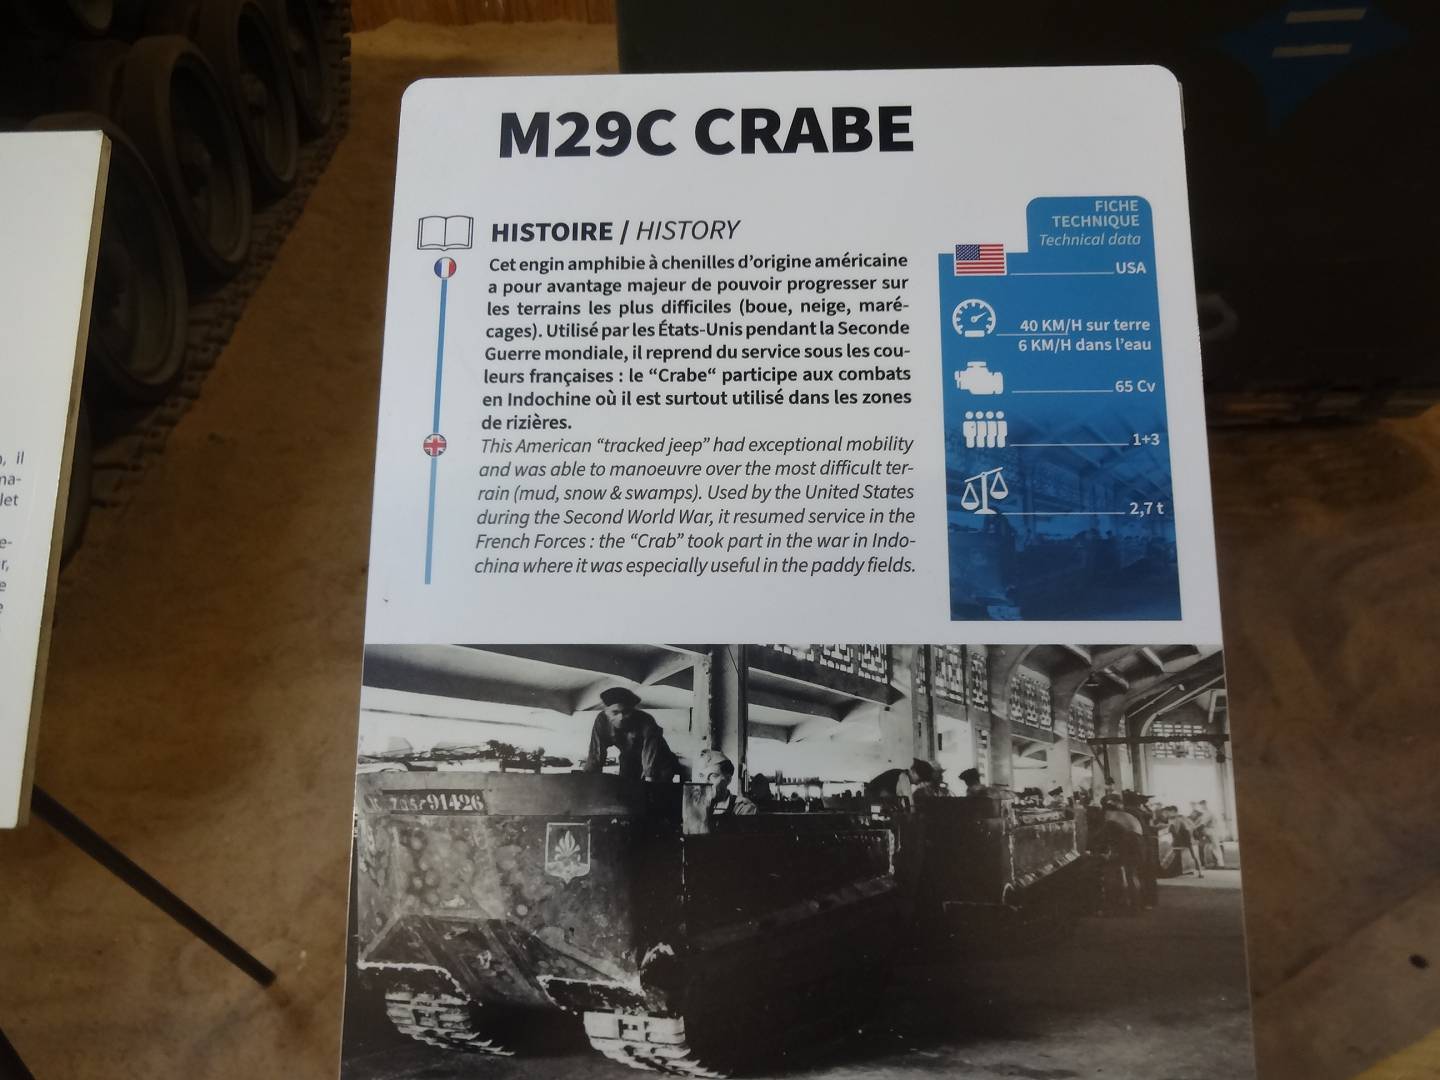 M29C CRABE
HISTOIRE / HISTORY
Cet engin amphibie à chenilles d'origine américaine
a pour avantage majeur de pouvoir progresser sur
les terrains les plus difficiles (boue, neige, maré-
cages). Utilisé par les États-Unis pendant la Seconde
Guerre mondiale, il reprend du service sous les cou-
leurs françaises : le “Crabe“ participe aux combats
en Indochine où il est surtout utilisé dans les zones
de rizières.
This American “tracked jeep” had exceptional mobility
and was able to manoeuvre over the most difficult ter-
rain (mud, snow & swamps). Used by the United States
during the Second World War, it resumed service in the
French Forces : the “Crab” took part in the war in Indo-
china where it was especially useful in the paddy fields.
FICHE
TECHNIQUE
Technical data
USA
40 KM/H sur terre
6 KM/H dans l'eau
65 Cv
1+3
2,7 t
91426
il
ma-
let
e-
r,
e